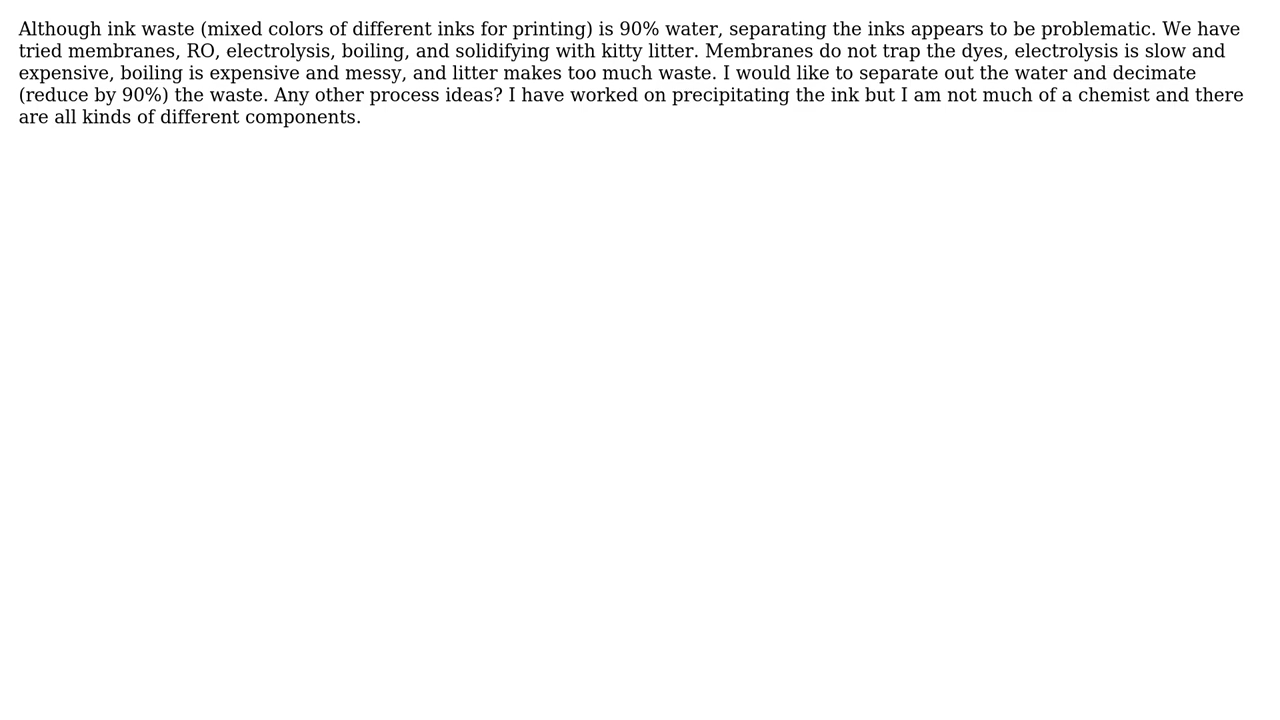 Although ink waste (mixed colors of different inks for printing) is 90% water, separating the inks appears to be problematic. We have
tried membranes, RO, electrolysis, boiling, and solidifying with kitty litter. Membranes do not trap the dyes, electrolysis is slow and
expensive, boiling is expensive and messy, and litter makes too much waste. I would like to separate out the water and decimate
(reduce by 90%) the waste. Any other process ideas? I have worked on precipitating the ink but I am not much of a chemist and there
are all kinds of different components.